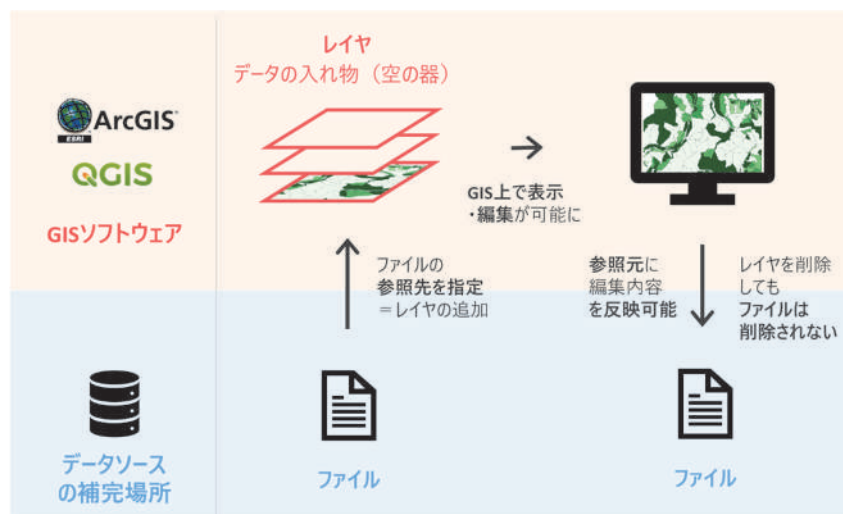 レイヤ
データの入れ物（空の器）
ArcGIS
ESRI
QGIS
GISソフトウェア
GIS上で表示
・編集が可能に
ファイルの
参照先を指定
＝レイヤの追加
参照元に
編集内容
を反映可能
レイヤを削除
しても
ファイルは
削除されない
データソース
の補完場所
ファイル
ファイル